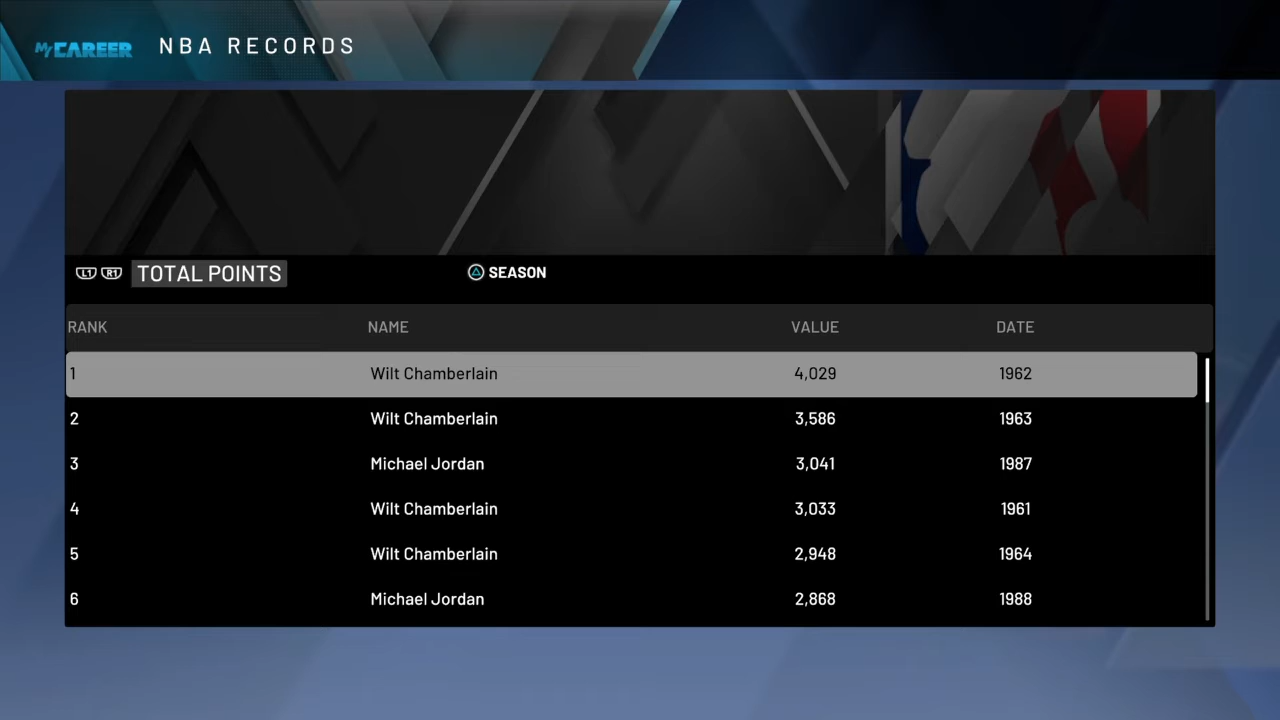 MyCAREER NBA RECORDS
L1 R1 TOTAL POINTS SEASON
RANK NAME VALUE DATE
1 Wilt Chamberlain 4,029 1962
2 Wilt Chamberlain 3,586 1963
3 Michael Jordan 3,041 1987
4 Wilt Chamberlain 3,033 1961
5 Wilt Chamberlain 2,948 1964
6 Michael Jordan 2,868 1988